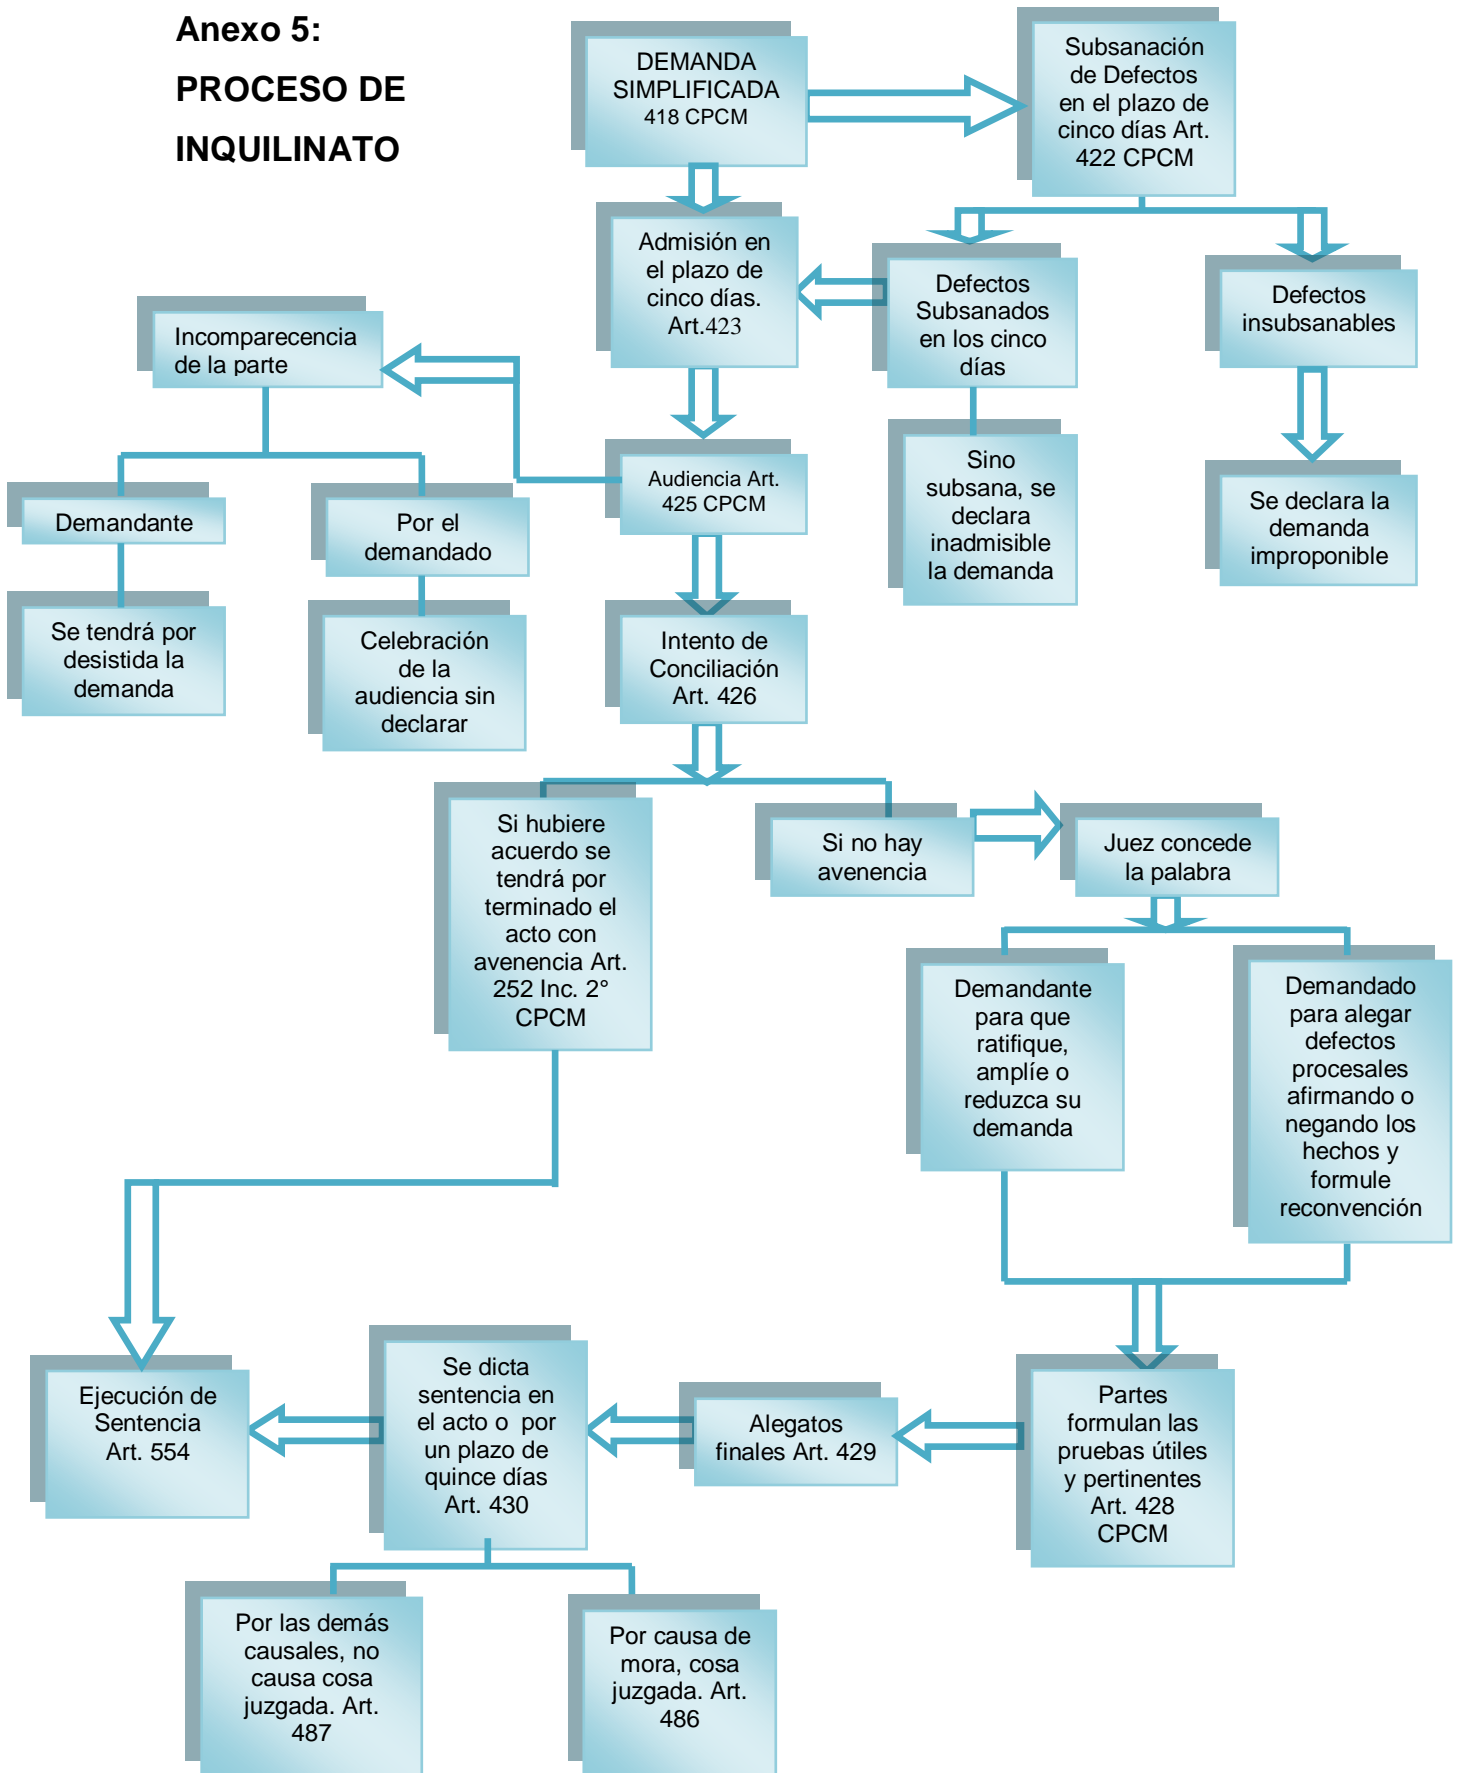 Anexo 5:
PROCESO DE
INQUILINATO
DEMANDA
SIMPLIFICADA
418 CPCM
Subsanación
de Defectos
en el plazo de
cinco días Art.
422 CPCM
Admisión en
el plazo de
cinco días.
Art.423
Defectos
Subsanados
en los cinco
días
Defectos
insubsanables
Incomparecencia
de la parte
Audiencia Art.
425 CPCM
Sino
subsana, se
declara
inadmisible
la demanda
Se declara la
demanda
improponible
Demandante
Por el
demandado
Se tendrá por
desistida la
demanda
Celebración
de la
audiencia sin
declarar
Intento de
Conciliación
Art. 426
Si hubiere
acuerdo se
tendrá por
terminado el
acto con
avenencia Art.
252 Inc. 2°
CPCM
Si no hay
avenencia
Juez concede
la palabra
Demandante
para que
ratifique,
amplíe o
reduzca su
demanda
Demandado
para alegar
defectos
procesales
afirmando o
negando los
hechos y
formule
reconvención
Ejecución de
Sentencia
Art. 554
Se dicta
sentencia en
el acto o  por
un plazo de
quince días
Art. 430
Alegatos
finales Art. 429
Partes
formulan las
pruebas útiles
y pertinentes
Art. 428
CPCM
Por las demás
causales, no
causa cosa
juzgada. Art.
487
Por causa de
mora, cosa
juzgada. Art.
486